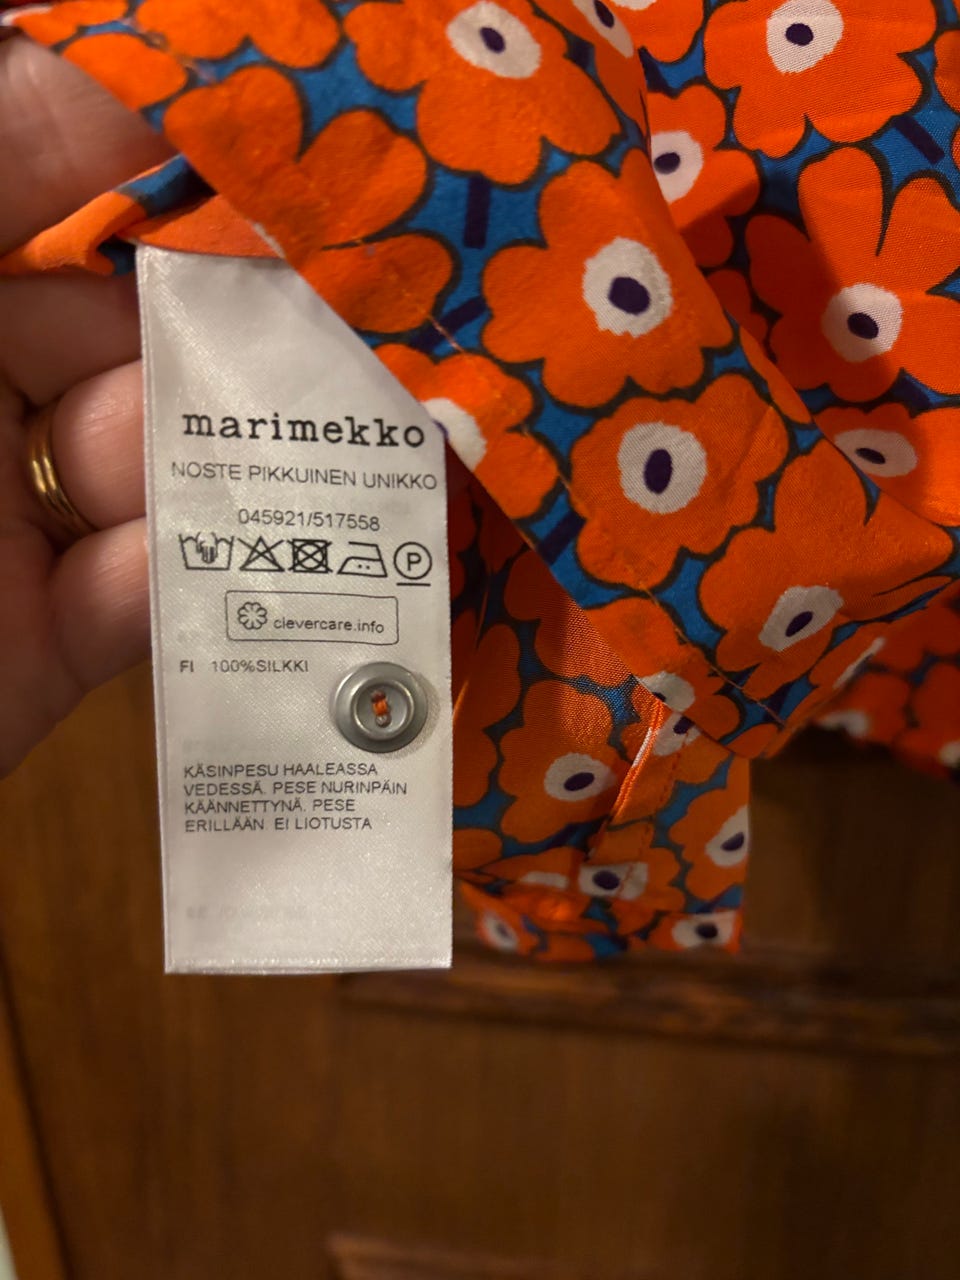 marimekko
NOSTE PIKKUINEN UNIKKO
045921/517558
P
clevercare.info
FI 100%SILKKI
KÄSINPESU HAALEASSA
VEDESSÄ. PESE NURINPÄIN
KÄÄNNETTYNÄ. PESE
ERILLÄÄN. EI LIOTUSTA